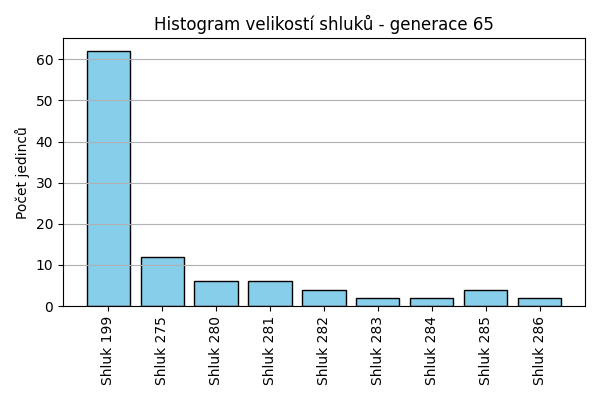 Histogram velikostí shluků - generace 65
Počet jedinců
60
50
40
30
20
10
0
Shluk 199
Shluk 275
Shluk 280
Shluk 281
Shluk 282
Shluk 283
Shluk 284
Shluk 285
Shluk 286